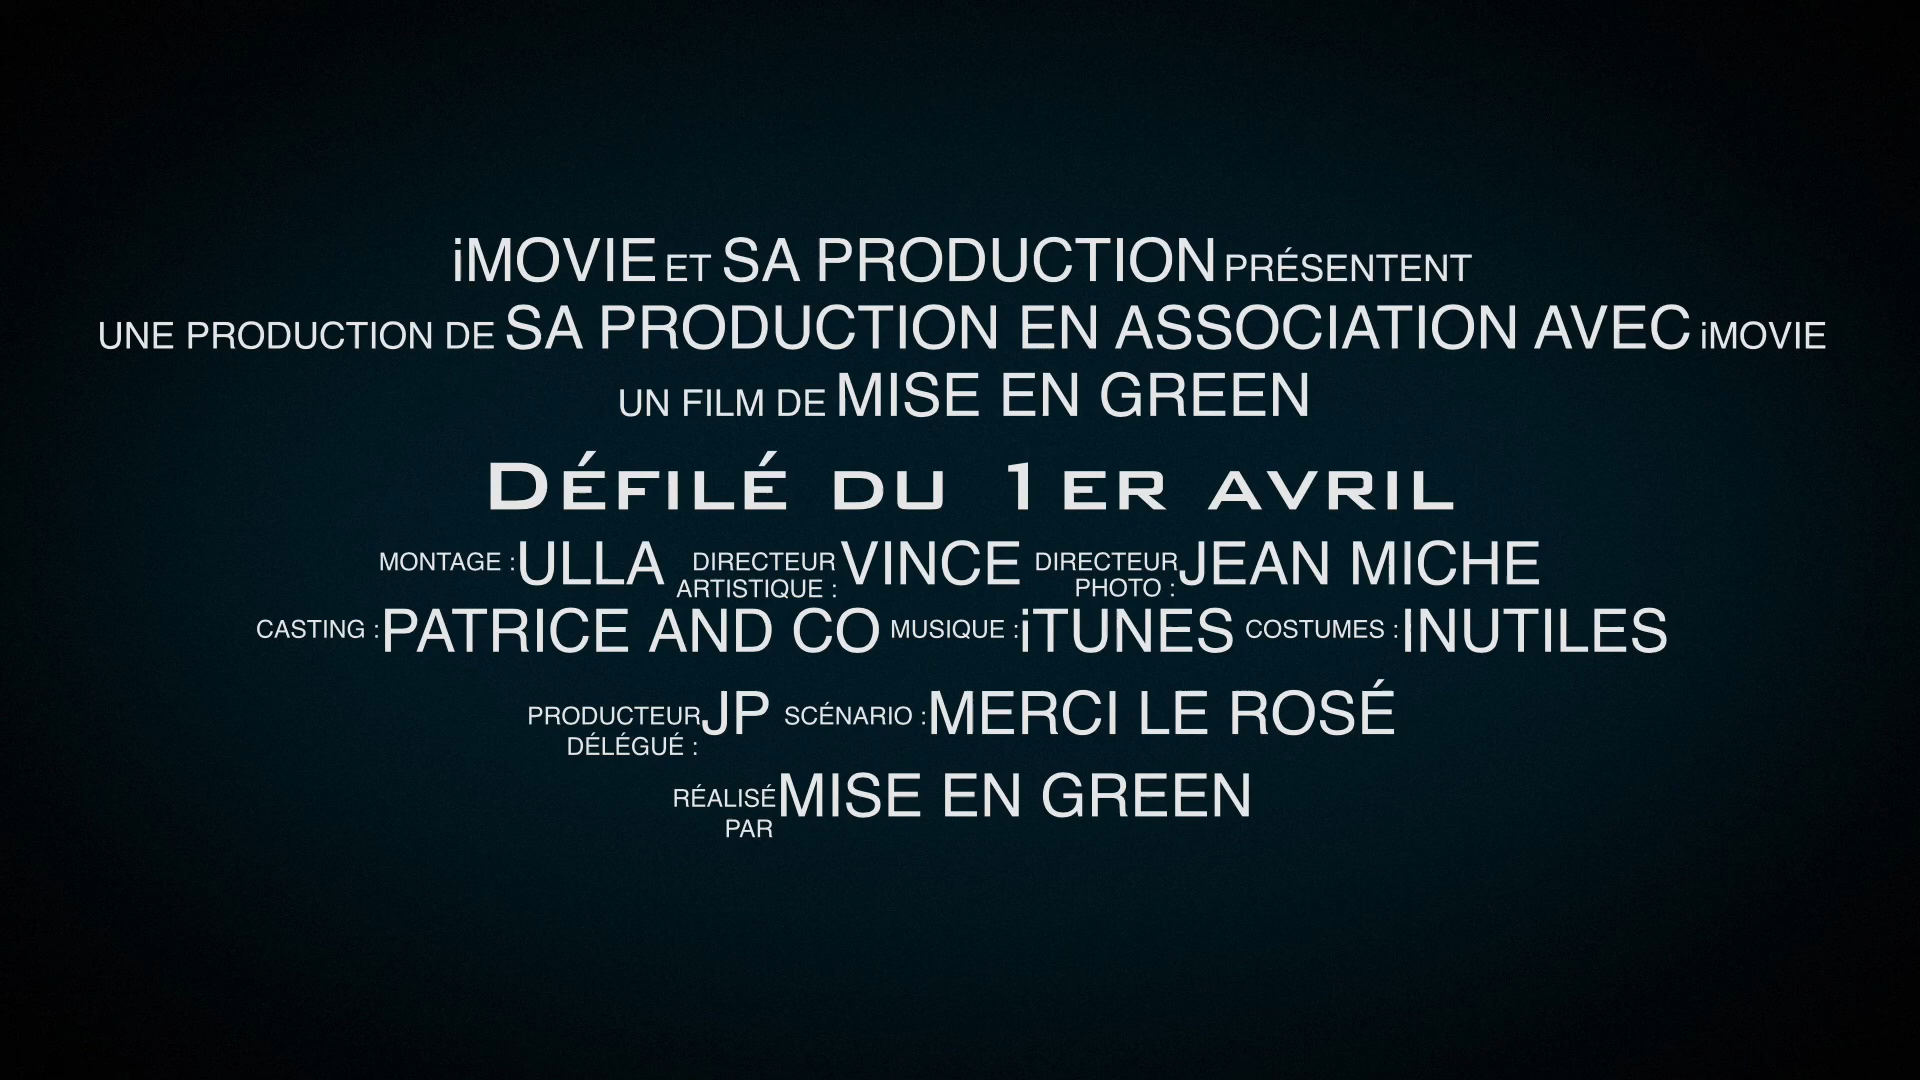 iMOVIE ET SA PRODUCTION PRÉSENTENT
UNE PRODUCTION DE SA PRODUCTION EN ASSOCIATION AVEC iMOVIE
UN FILM DE MISE EN GREEN
DÉFILÉ DU 1ER AVRIL
MONTAGE : ULLA DIRECTEUR ARTISTIQUE : VINCE DIRECTEUR PHOTO : JEAN MICHE
CASTING : PATRICE AND CO MUSIQUE : iTUNES COSTUMES : INUTILES
PRODUCTEUR DÉLÉGUÉ : JP SCÉNARIO : MERCI LE ROSÉ
RÉALISÉ PAR MISE EN GREEN